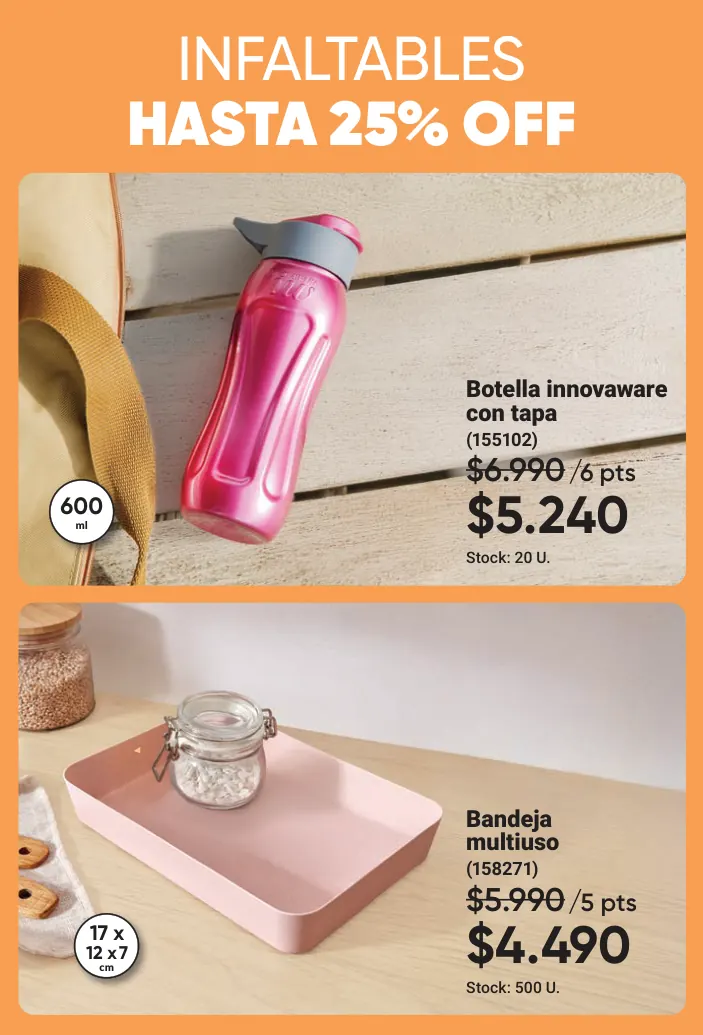 INFALTABLES
HASTA 25% OFF
Botella innovaware
con tapa
(155102)
$6.990 /6 pts
$5.240
Stock: 20 U.
600
ml
Bandeja
multiuso
(158271)
$5.990 /5 pts
$4.490
Stock: 500 U.
17 x
12 x 7
cm